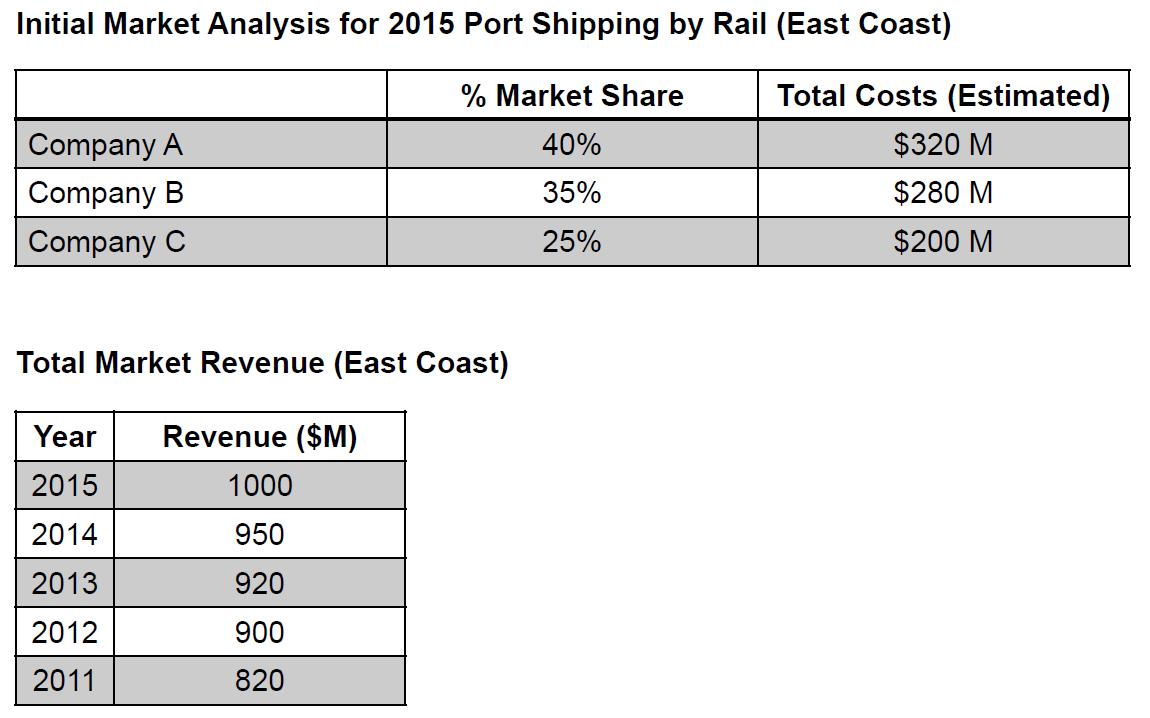 Initial Market Analysis for 2015 Port Shipping by Rail (East Coast)
% Market Share Total Costs (Estimated)
Company A 40% $320 M
Company B 35% $280 M
Company C 25% $200 M
Total Market Revenue (East Coast)
Year Revenue ($M)
2015 1000
2014 950
2013 920
2012 900
2011 820